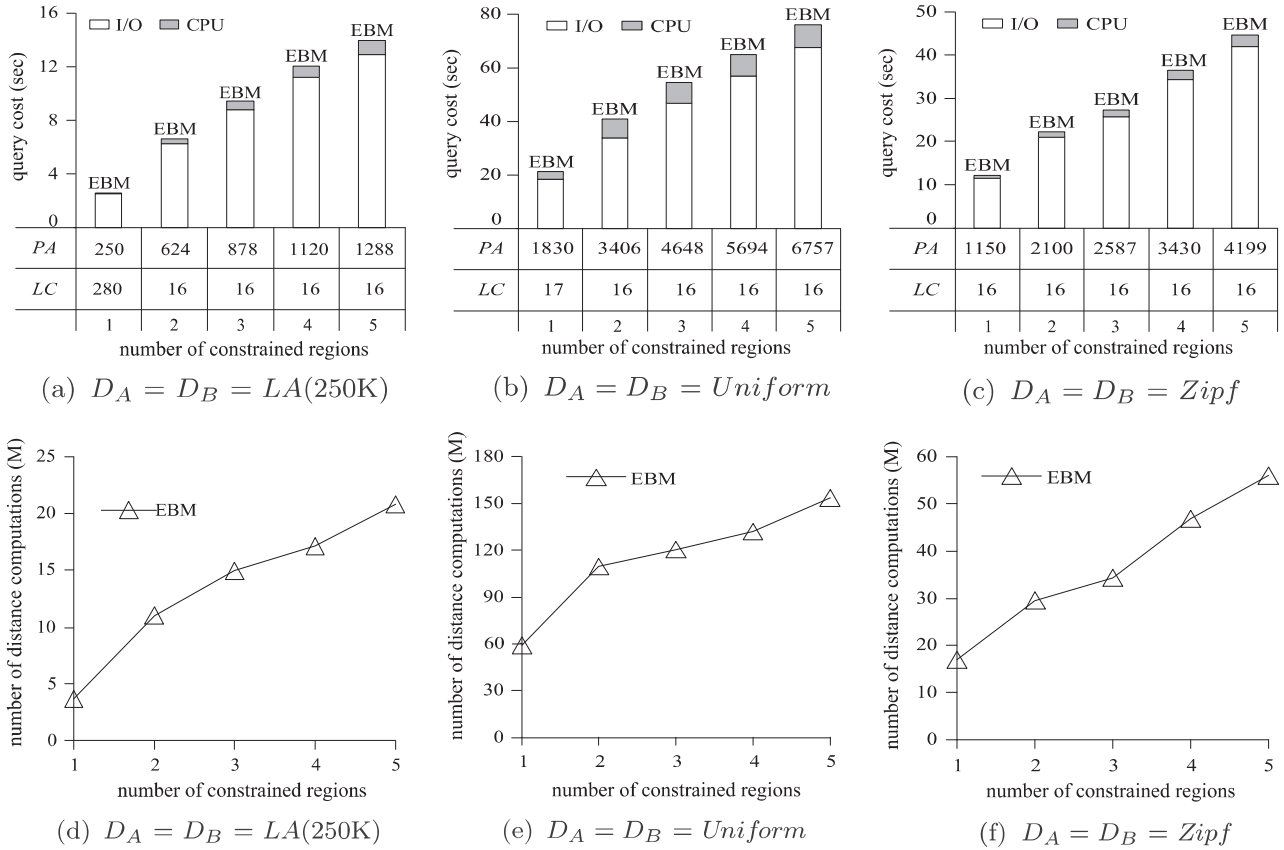 query cost (sec)
I/O CPU
16
12
8
4
0
EBM
EBM
EBM
EBM
EBM
PA 250 624 878 1120 1288
LC 280 16 16 16 16
1 2 3 4 5
number of constrained regions
(a) D_A = D_B = LA(250K)
query cost (sec)
I/O CPU
80
60
40
20
0
EBM
EBM
EBM
EBM
EBM
PA 1830 3406 4648 5694 6757
LC 17 16 16 16 16
1 2 3 4 5
number of constrained regions
(b) D_A = D_B = Uniform
query cost (sec)
I/O CPU
50
40
30
20
10
0
EBM
EBM
EBM
EBM
EBM
PA 1150 2100 2587 3430 4199
LC 16 16 16 16 16
1 2 3 4 5
number of constrained regions
(c) D_A = D_B = Zipf
number of distance computations (M)
25
20
15
10
5
0
EBM
1 2 3 4 5
number of constrained regions
(d) D_A = D_B = LA(250K)
number of distance computations (M)
180
150
120
90
60
30
0
EBM
1 2 3 4 5
number of constrained regions
(e) D_A = D_B = Uniform
number of distance computations (M)
60
50
40
30
20
10
0
EBM
1 2 3 4 5
number of constrained regions
(f) D_A = D_B = Zipf